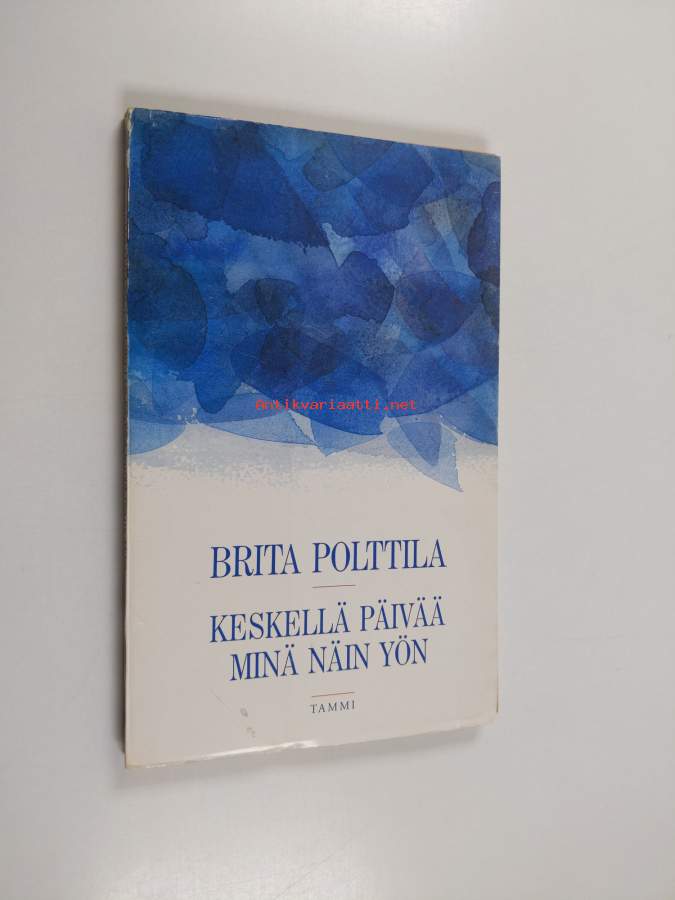 Antikvariaatti.net
BRITA POLTTILA
KESKELLÄ PÄIVÄÄ
MINÄ NÄIN YÖN
TAMMI